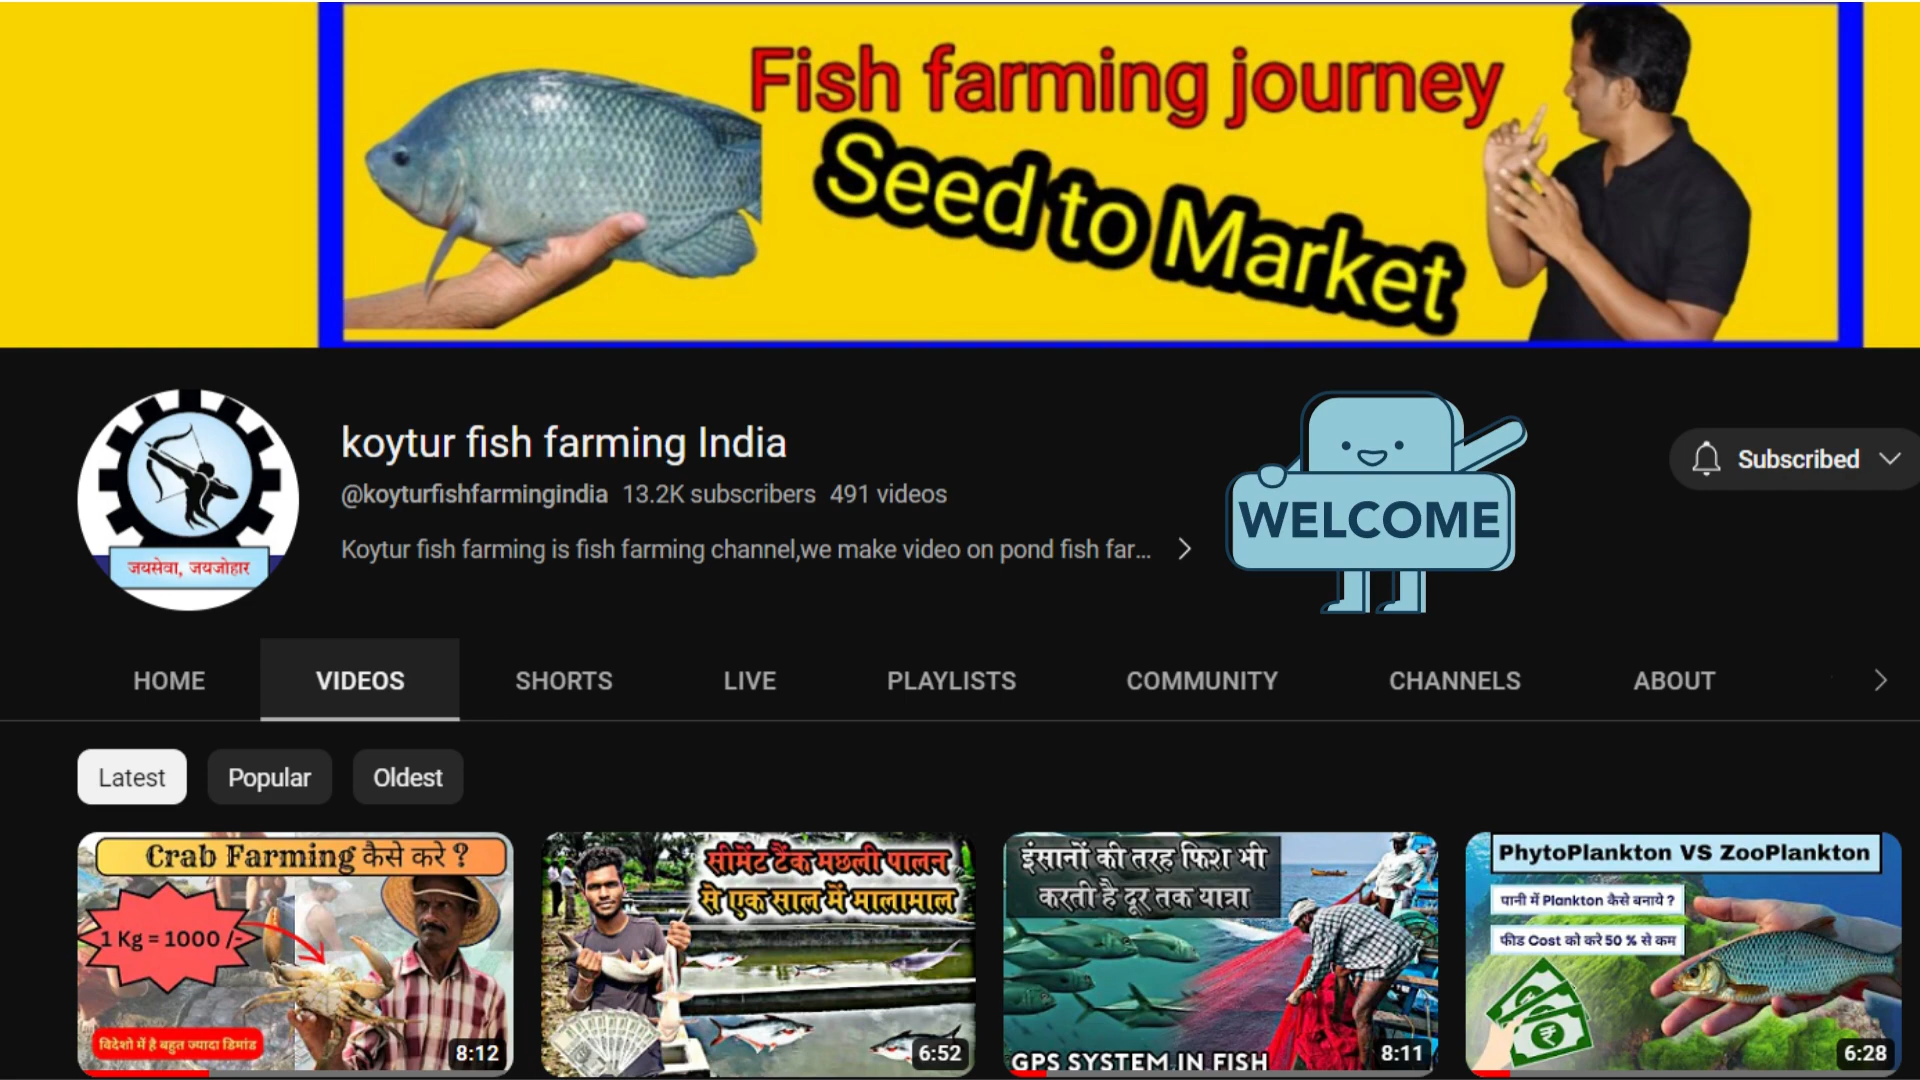 Fish farming journey
Seed to Market
koytur fish farming India
@koyturfishfarmingindia 13.2K subscribers 491 videos
Koytur fish farming is fish farming channel,we make video on pond fish far...
WELCOME
Subscribed
जयसेवा, जयजोहार
HOME VIDEOS SHORTS LIVE PLAYLISTS COMMUNITY CHANNELS ABOUT
Latest Popular Oldest
Crab Farming कैसे करे ?
1 Kg = 1000 /-
विदेशो में है बहुत ज्यादा डिमांड
8:12
सीमेंट टैंक मछली पालन
से एक साल में मालामाल
6:52
इंसानों की तरह फिश भी
करती है दूर तक यात्रा
GPS SYSTEM IN FISH
8:11
PhytoPlankton VS ZooPlankton
पानी में Plankton कैसे बनाये ?
फीड Cost को करे 50 % से कम
6:28